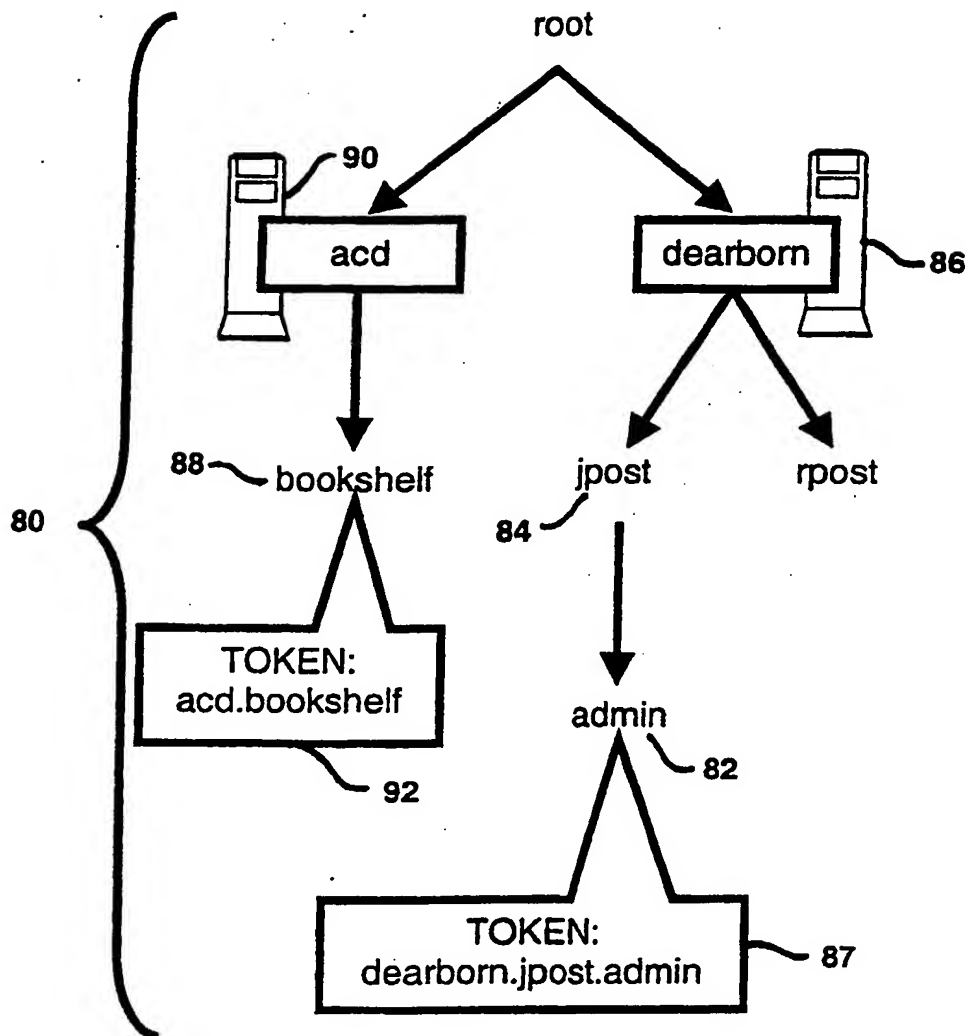 root
90
acd
dearborn
86
88
bookshelf
jpost
rpost
84
80
TOKEN:
acd.bookshelf
admin
82
92
TOKEN:
dearborn.jpost.admin
87